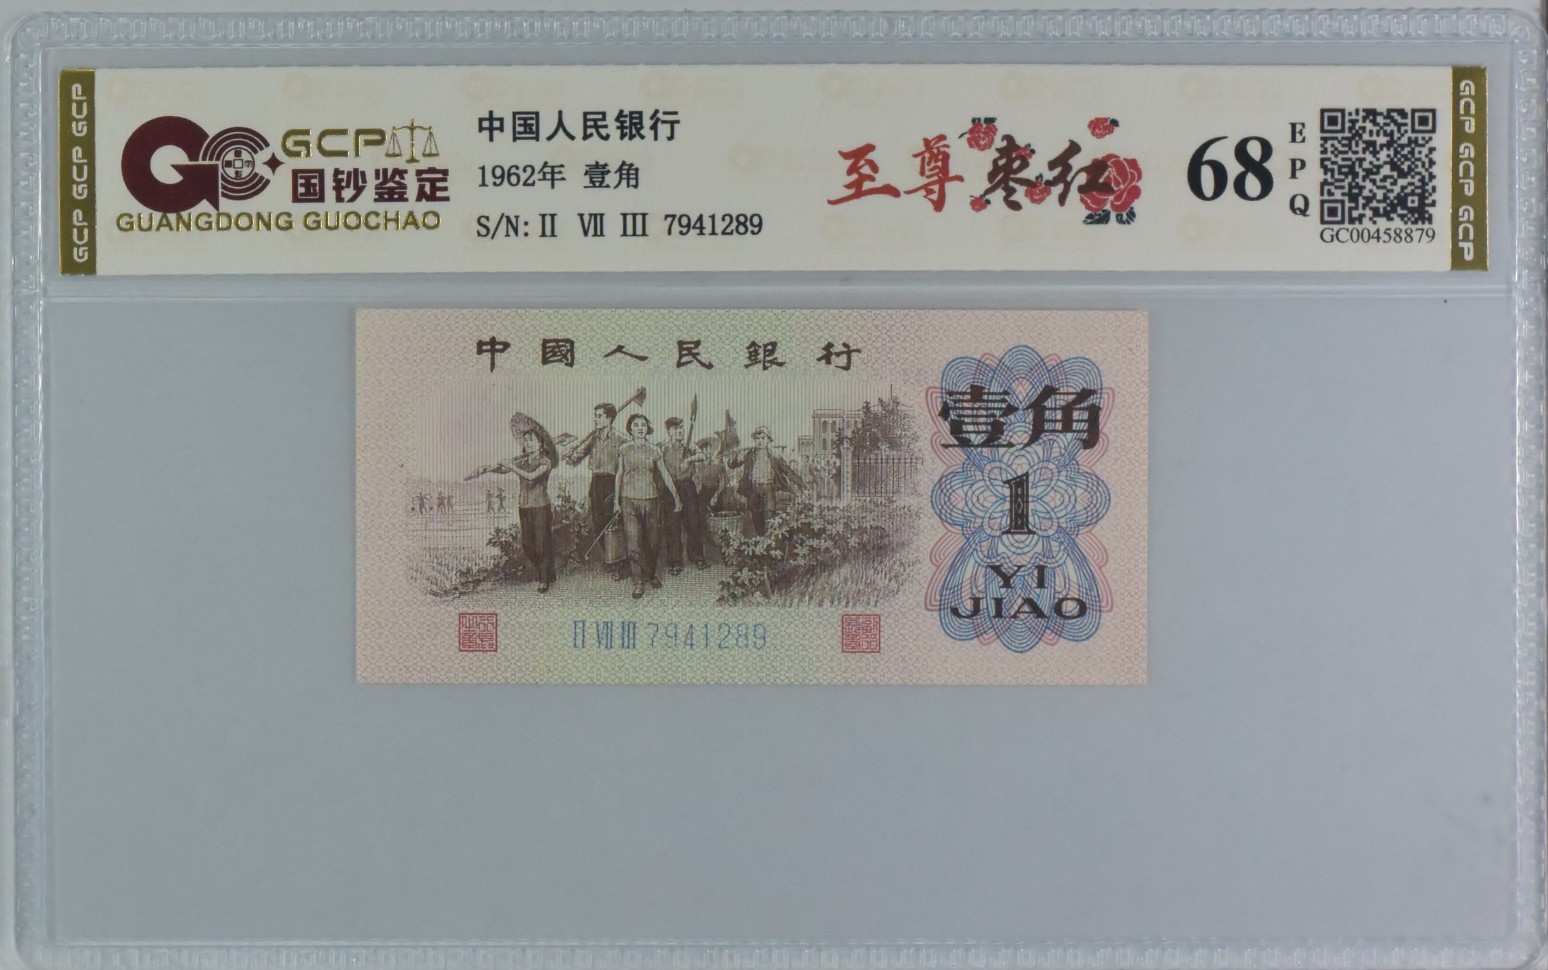 GCP GCP GCP
GCP
国钞鉴定
GUANGDONG GUOCHAO
中国人民银行
1962年 壹角
S/N: II VII III 7941289
至尊枣红
68
EPQ
GC00458879
GCP GCP GCP
中國人民銀行
壹角
1
YI
JIAO
II VII III 7941289